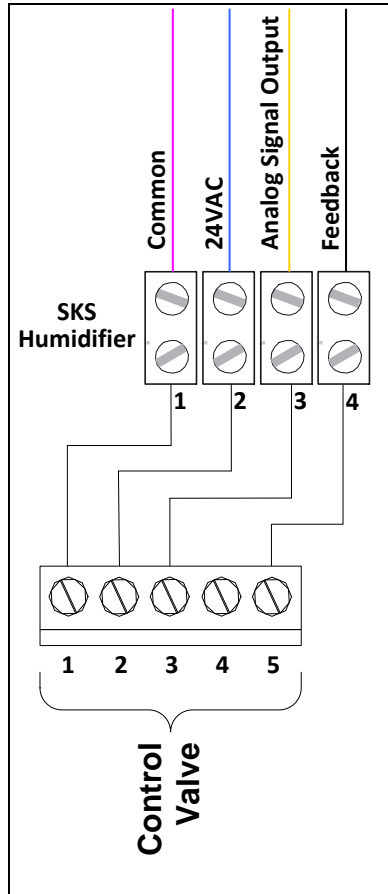 Common
24VAC
Analog Signal Output
Feedback
SKS
Humidifier
1 2 3 4
1 2 3 4 5
Control
Valve